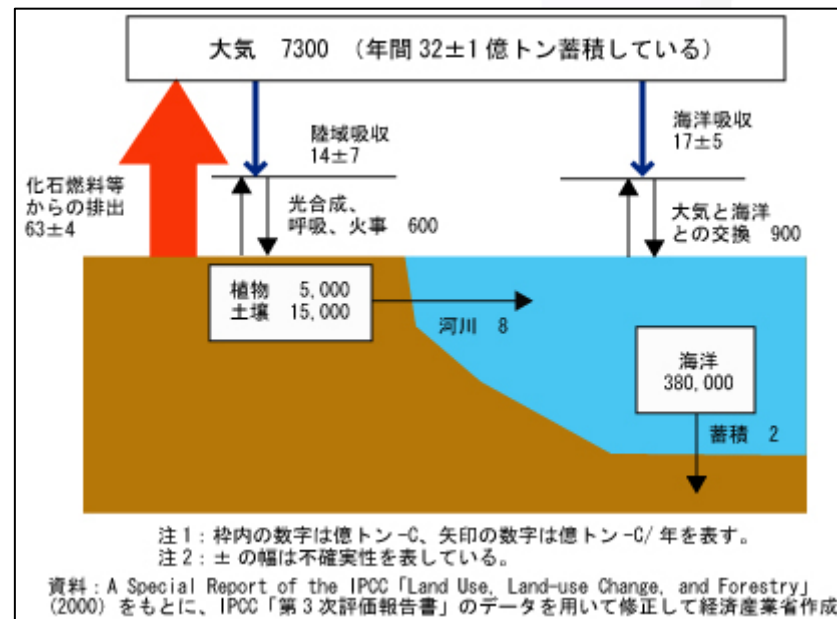 大気 7300 （年間32±1億トン蓄積している）
陸域吸収
14±7
海洋吸収
17±5
化石燃料等
からの排出
63±4
光合成、
呼吸、火事 600
大気と海洋
との交換 900
植物 5,000
土壌 15,000
河川 8
海洋
380,000
蓄積 2
注1：枠内の数字は億トン-C、矢印の数字は億トン-C/年を表す。
注2：± の幅は不確実性を表している。
資料：A Special Report of the IPCC「Land Use, Land-use Change, and Forestry」
(2000) をもとに、IPCC「第3次評価報告書」のデータを用いて修正して経済産業省作成